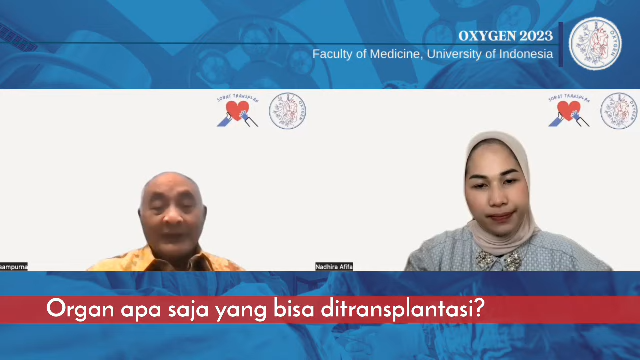 OXYGEN 2023
Faculty of Medicine, University of Indonesia
Nadhira Afifa
Organ apa saja yang bisa ditransplantasi?